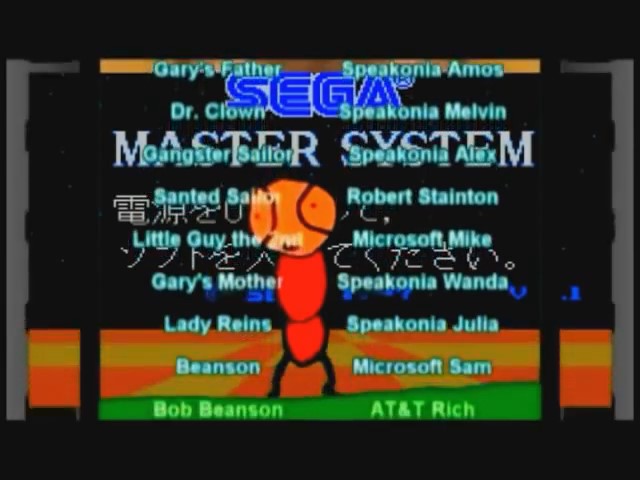 Gary's Father Speakonia Amos
SEGA®
Dr. Clown Speakonia Melvin
MASTER SYSTEM
Gangster Sailor Speakonia Alex
Santed Sailor Robert Stainton
電源を
Little Guy the 2nd Microsoft Mike
ソフトを入 てください。
Gary's Mother Speakonia Wanda
Lady Reins Speakonia Julia
Beanson Microsoft Sam
Bob Beanson AT&T Rich